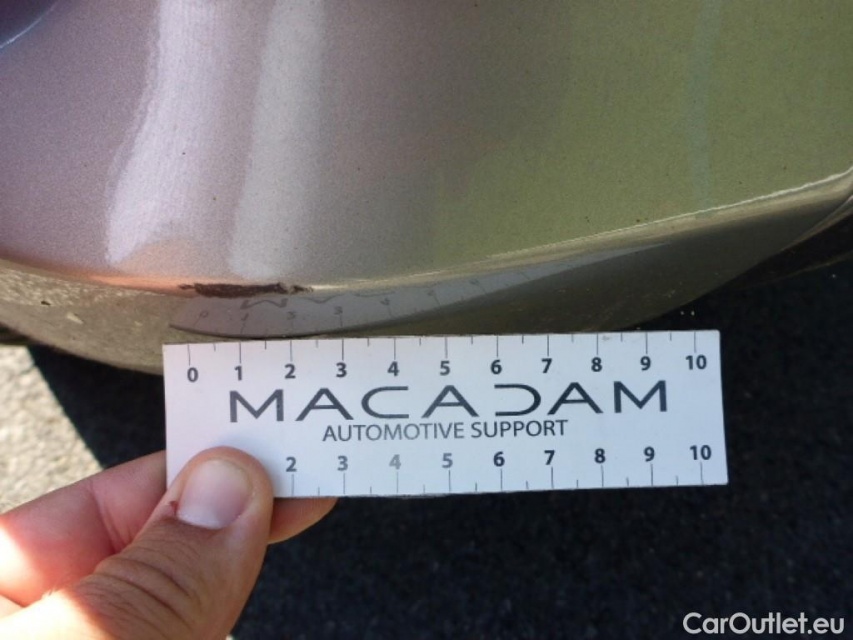 0 1 2 3 4 5 6 7 8 9 10
MACADAM
AUTOMOTIVE SUPPORT
2 3 4 5 6 7 8 9 10
CarOutlet.eu